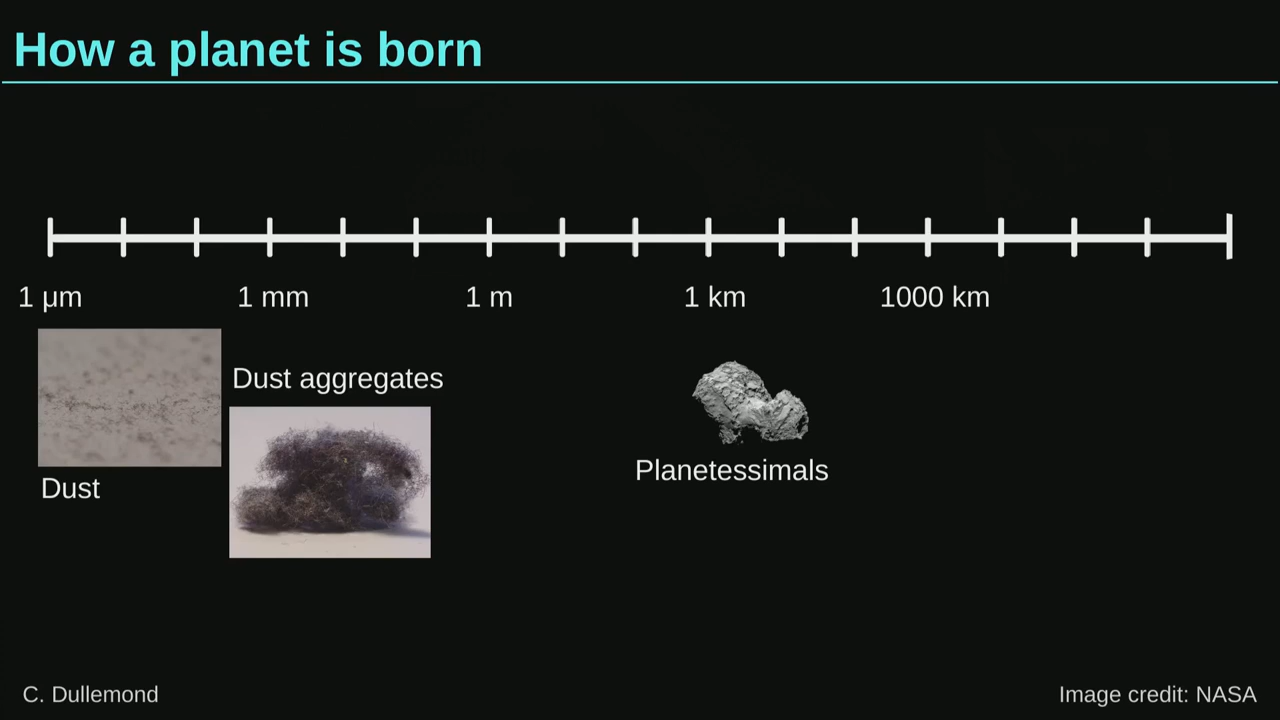 How a planet is born
1 μm
1 mm
1 m
1 km
1000 km
Dust aggregates
Dust
Planetessimals
C. Dullemond
Image credit: NASA